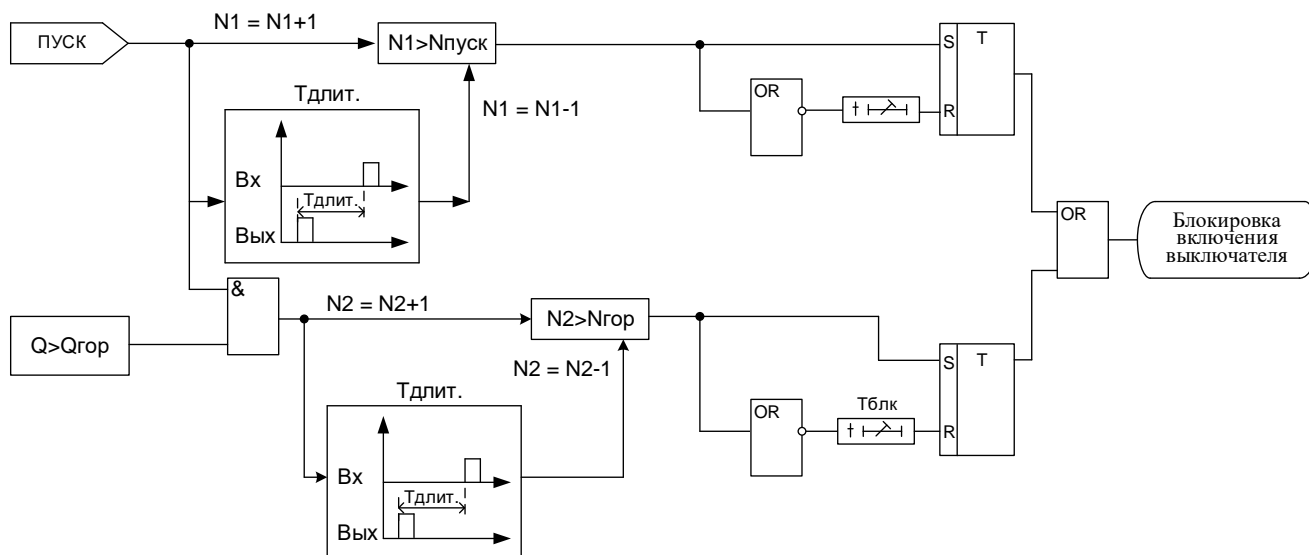 ПУСК
N1 = N1+1
N1>Nпуск
Тдлит.
N1 = N1-1
Вх
Тдлит.
Вых
S
T
R
OR
t
OR
Блокировка
включения
выключателя
&
Q>Qгор
N2 = N2+1
N2>Nгор
N2 = N2-1
Тдлит.
Вх
Тдлит.
Вых
OR
Тблк
t
S
T
R